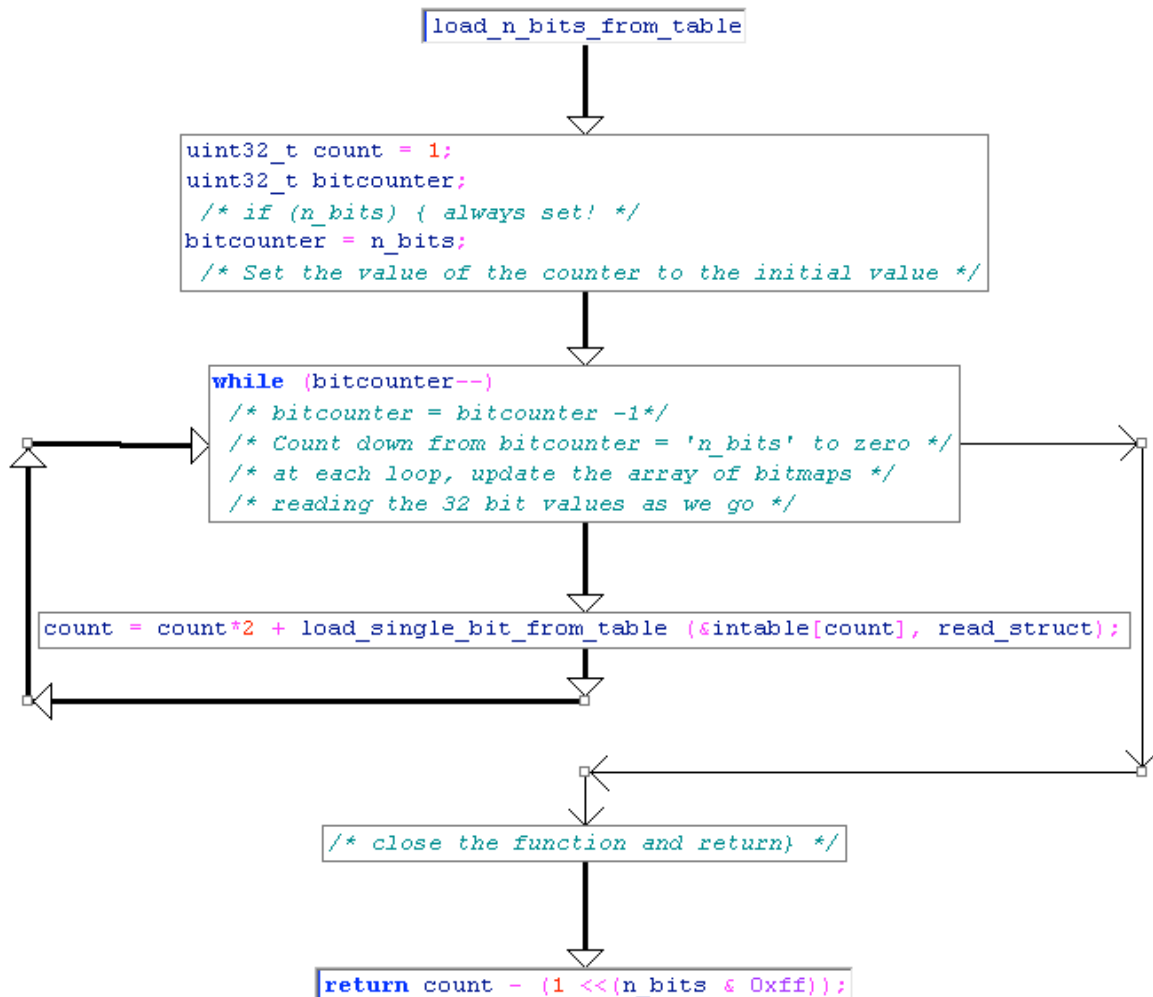 load_n_bits_from_table
uint32_t count = 1;
uint32_t bitcounter;
/* if (n_bits) { always set! */
bitcounter = n_bits;
/* Set the value of the counter to the initial value */
while (bitcounter--)
/* bitcounter = bitcounter -1*/
/* Count down from bitcounter = 'n_bits' to zero */
/* at each loop, update the array of bitmaps */
/* reading the 32 bit values as we go */
count = count*2 + load_single_bit_from_table (&intable[count], read_struct);
/* close the function and return} */
return count - (1 <<(n_bits & 0xff));